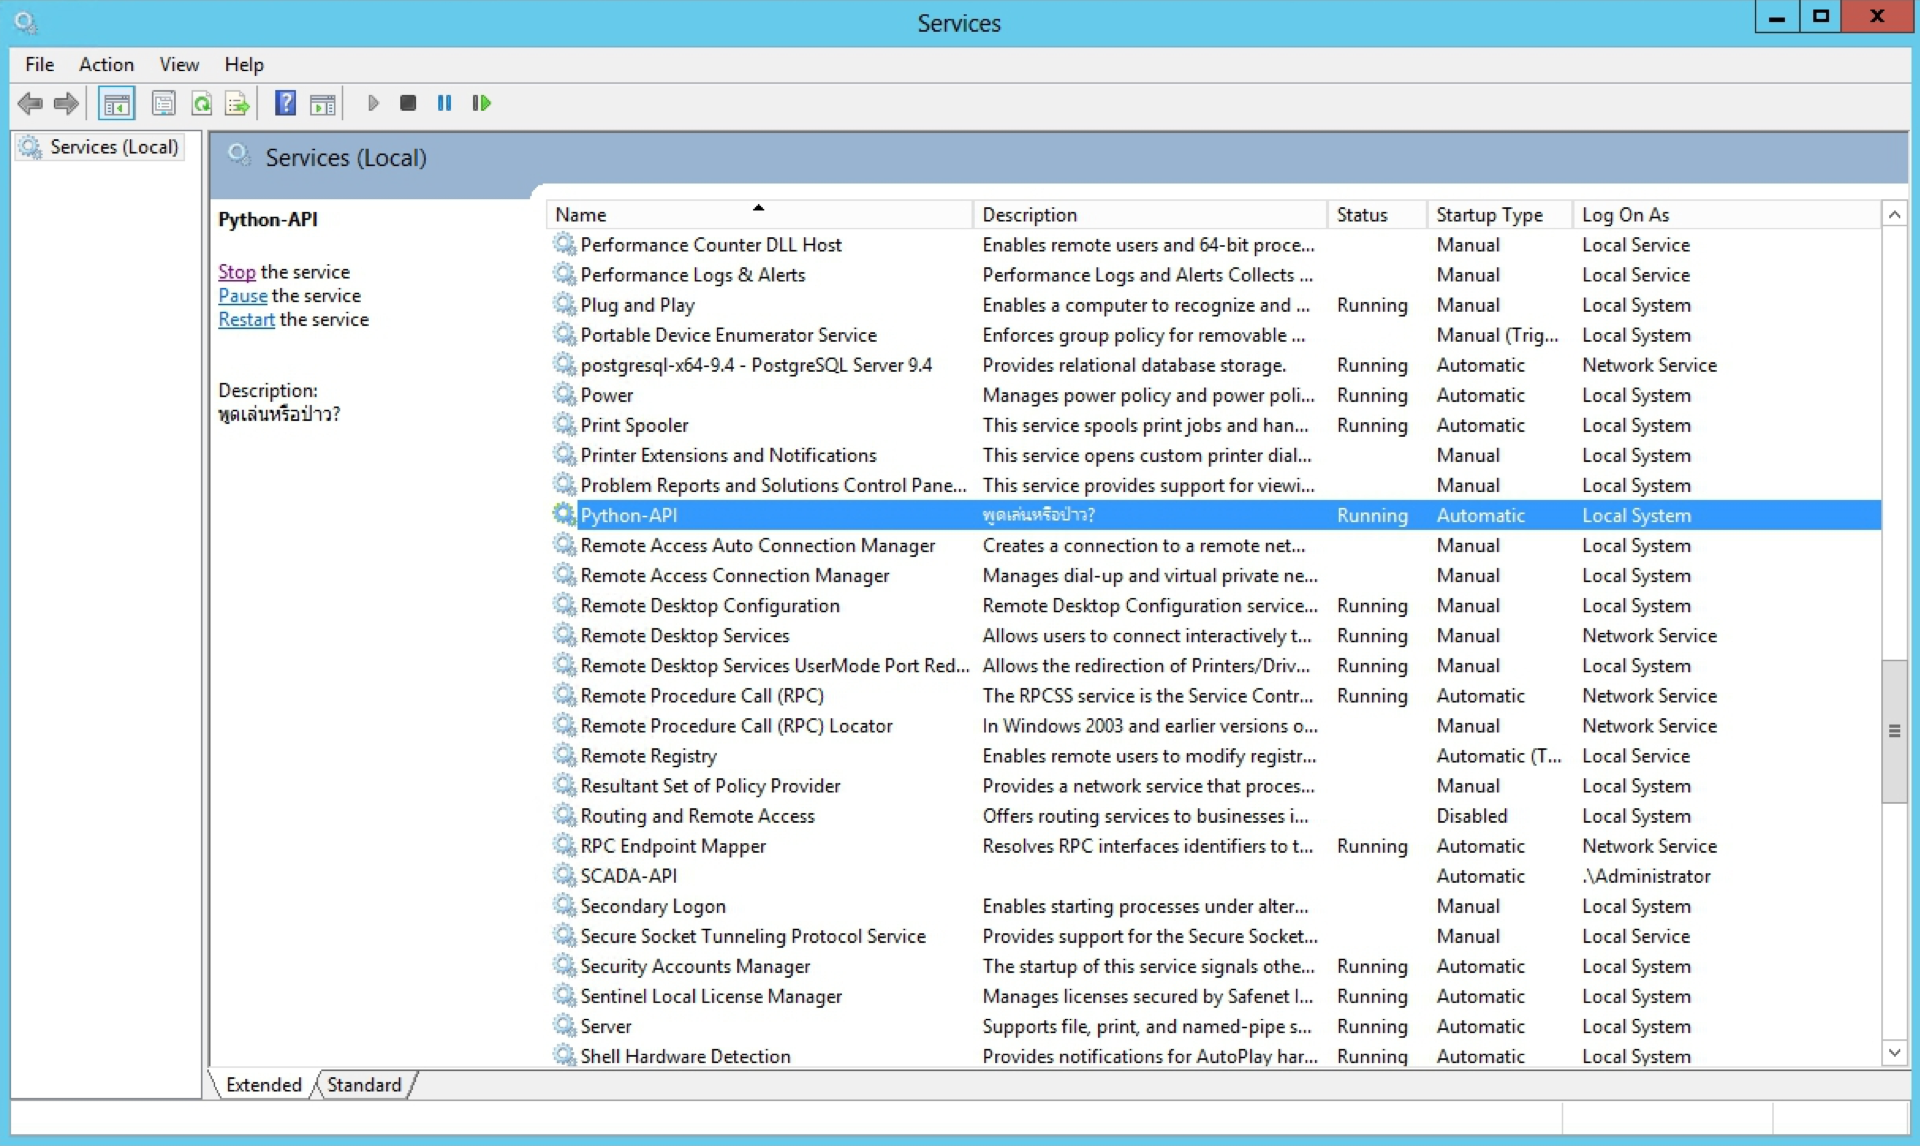 Services
File Action View Help
Services (Local)
Services (Local)
Python-API
Stop the service
Pause the service
Restart the service
Description:
พูดเล่นหรือป่าว?
Name Description Status Startup Type Log On As
Performance Counter DLL Host Enables remote users and 64-bit proce... Manual Local Service
Performance Logs & Alerts Performance Logs and Alerts Collects ... Manual Local Service
Plug and Play Enables a computer to recognize and ... Running Manual Local System
Portable Device Enumerator Service Enforces group policy for removable ... Manual (Trig... Local System
postgresql-x64-9.4 - PostgreSQL Server 9.4 Provides relational database storage. Running Automatic Network Service
Power Manages power policy and power poli... Running Automatic Local System
Print Spooler This service spools print jobs and han... Running Automatic Local System
Printer Extensions and Notifications This service opens custom printer dial... Manual Local System
Problem Reports and Solutions Control Pane... This service provides support for viewi... Manual Local System
Python-API พูดเล่นหรือป่าว? Running Automatic Local System
Remote Access Auto Connection Manager Creates a connection to a remote net... Manual Local System
Remote Access Connection Manager Manages dial-up and virtual private ne... Manual Local System
Remote Desktop Configuration Remote Desktop Configuration service... Running Manual Local System
Remote Desktop Services Allows users to connect interactively t... Running Manual Network Service
Remote Desktop Services UserMode Port Red... Allows the redirection of Printers/Driv... Running Manual Local System
Remote Procedure Call (RPC) The RPCSS service is the Service Contr... Running Automatic Network Service
Remote Procedure Call (RPC) Locator In Windows 2003 and earlier versions o... Manual Network Service
Remote Registry Enables remote users to modify registr... Automatic (T... Local Service
Resultant Set of Policy Provider Provides a network service that proces... Manual Local System
Routing and Remote Access Offers routing services to businesses i... Disabled Local System
RPC Endpoint Mapper Resolves RPC interfaces identifiers to t... Running Automatic Network Service
SCADA-API Automatic .\Administrator
Secondary Logon Enables starting processes under alter... Manual Local System
Secure Socket Tunneling Protocol Service Provides support for the Secure Socket... Manual Local Service
Security Accounts Manager The startup of this service signals othe... Running Automatic Local System
Sentinel Local License Manager Manages licenses secured by Safenet I... Running Automatic Local System
Server Supports file, print, and named-pipe s... Running Automatic Local System
Shell Hardware Detection Provides notifications for AutoPlay har... Running Automatic Local System
Extended Standard